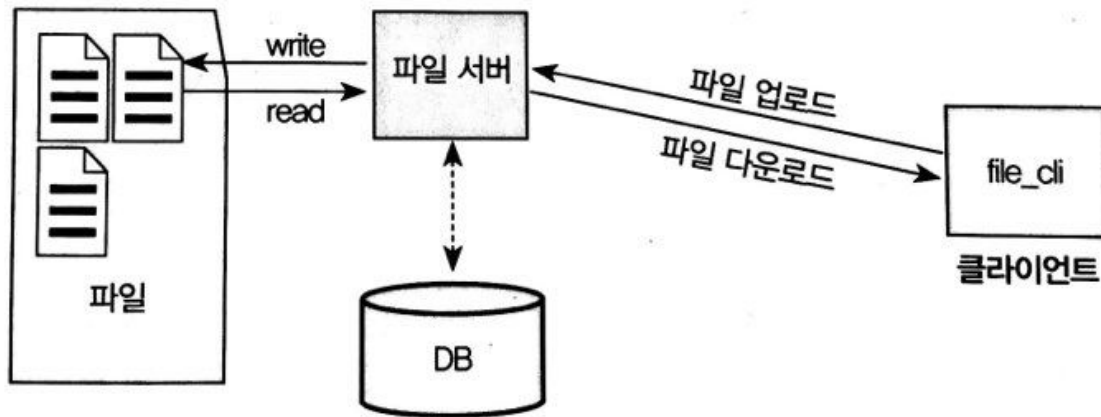 write
read
파일
파일 서버
DB
파일 업로드
파일 다운로드
file_cli
클라이언트